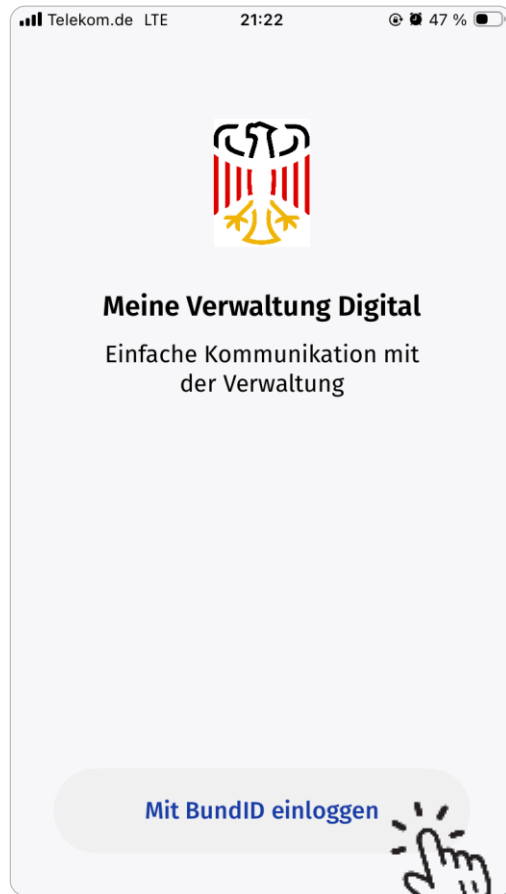 Telekom.de LTE 21:22 47 %
Meine Verwaltung Digital
Einfache Kommunikation mit
der Verwaltung
Mit BundID einloggen